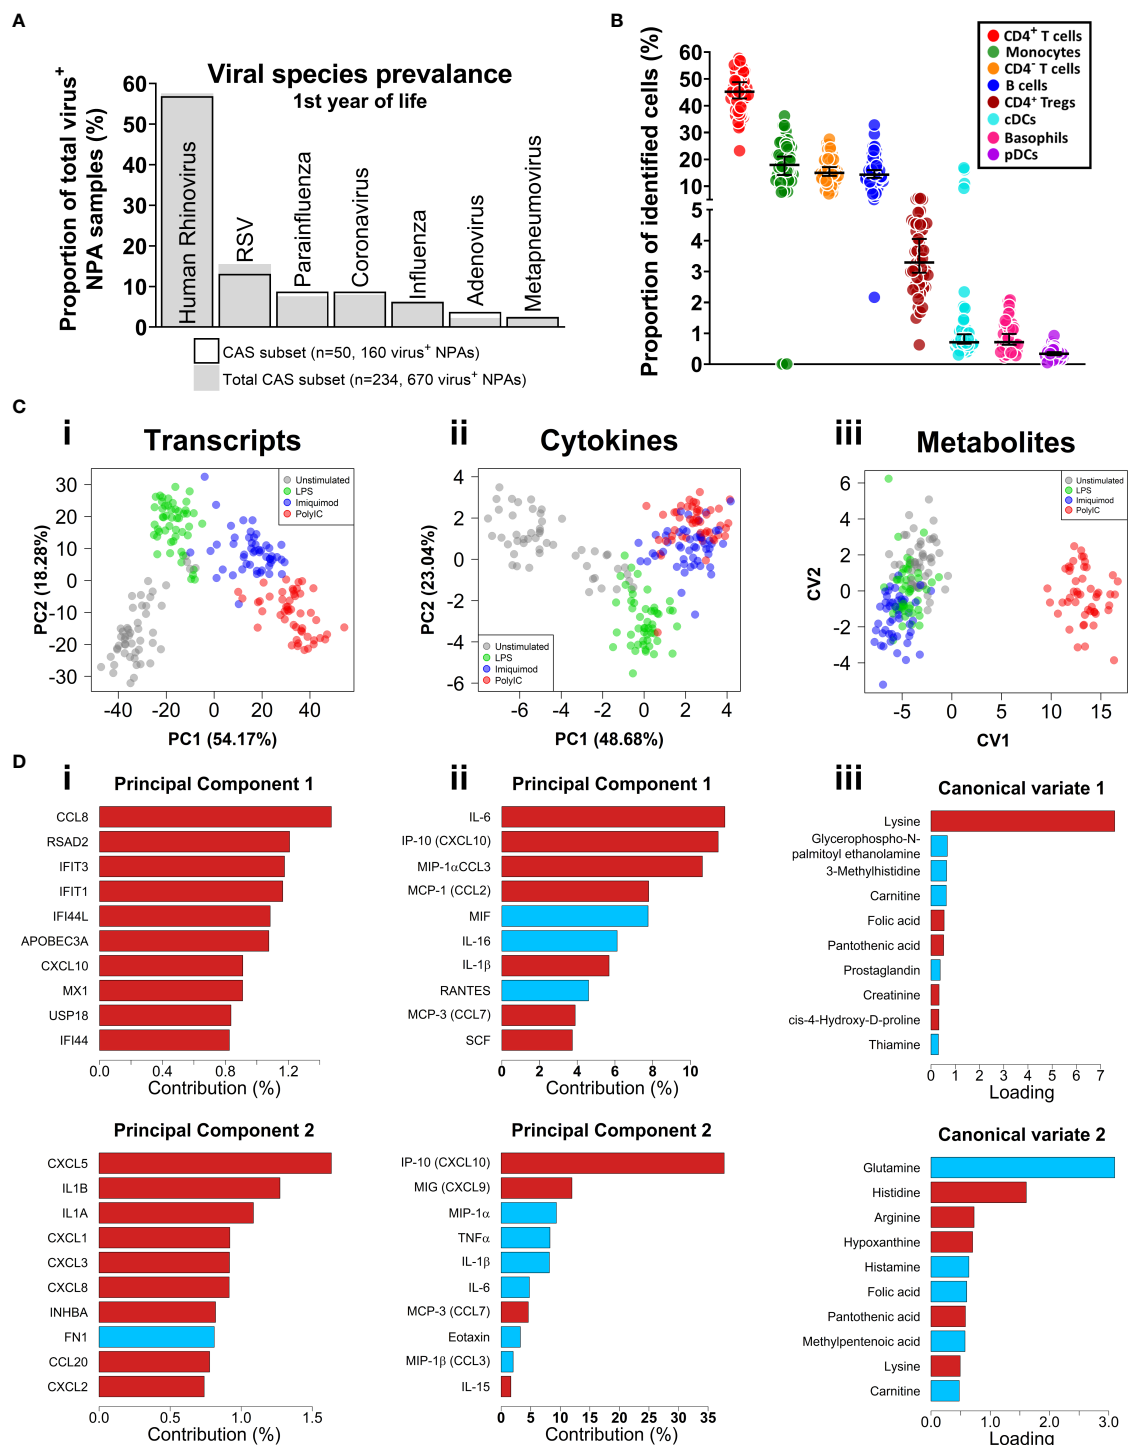 A
Viral species prevalance
1st year of life
Proportion of total virus+
NPA samples (%)
60
50
40
30
20
10
0
Human Rhinovirus
RSV
Parainfluenza
Coronavirus
Influenza
Adenovirus
Metapneumovirus
CAS subset (n=50, 160 virus+ NPAs)
Total CAS subset (n=234, 670 virus+ NPAs)
B
Proportion of identified cells (%)
60
50
40
30
20
10
5
4
3
2
1
0
CD4+ T cells
Monocytes
CD4- T cells
B cells
CD4+ Tregs
cDCs
Basophils
pDCs
C
i
Transcripts
PC2 (18.28%)
30
20
10
0
-10
-20
-30
Unstimulated
LPS
Imiquimod
PolyIC
-40 -20 0 20 40
PC1 (54.17%)
ii
Cytokines
PC2 (23.04%)
4
2
0
-2
-4
-6
Unstimulated
LPS
Imiquimod
PolyIC
-6 -4 -2 0 2 4
PC1 (48.68%)
iii
Metabolites
CV2
6
4
2
0
-2
-4
Unstimulated
LPS
Imiquimod
PolyIC
-5 0 5 10 15
CV1
D
i
Principal Component 1
CCL8
RSAD2
IFIT3
IFIT1
IFI44L
APOBEC3A
CXCL10
MX1
USP18
IFI44
0.0 0.4 0.8 1.2
Contribution (%)
ii
Principal Component 1
IL-6
IP-10 (CXCL10)
MIP-1αCCL3
MCP-1 (CCL2)
MIF
IL-16
IL-1β
RANTES
MCP-3 (CCL7)
SCF
0 2 4 6 8 10
Contribution (%)
iii
Canonical variate 1
Lysine
Glycerophospho-N-
palmitoyl ethanolamine
3-Methylhistidine
Carnitine
Folic acid
Pantothenic acid
Prostaglandin
Creatinine
cis-4-Hydroxy-D-proline
Thiamine
0 1 2 3 4 5 6 7
Loading
Principal Component 2
CXCL5
IL1B
IL1A
CXCL1
CXCL3
CXCL8
INHBA
FN1
CCL20
CXCL2
0.0 0.5 1.0 1.5
Contribution (%)
Principal Component 2
IP-10 (CXCL10)
MIG (CXCL9)
MIP-1α
TNFα
IL-1β
IL-6
MCP-3 (CCL7)
Eotaxin
MIP-1β (CCL3)
IL-15
0 5 10 15 20 25 30 35
Contribution (%)
Canonical variate 2
Glutamine
Histidine
Arginine
Hypoxanthine
Histamine
Folic acid
Pantothenic acid
Methylpentenoic acid
Lysine
Carnitine
0.0 1.0 2.0 3.0
Loading